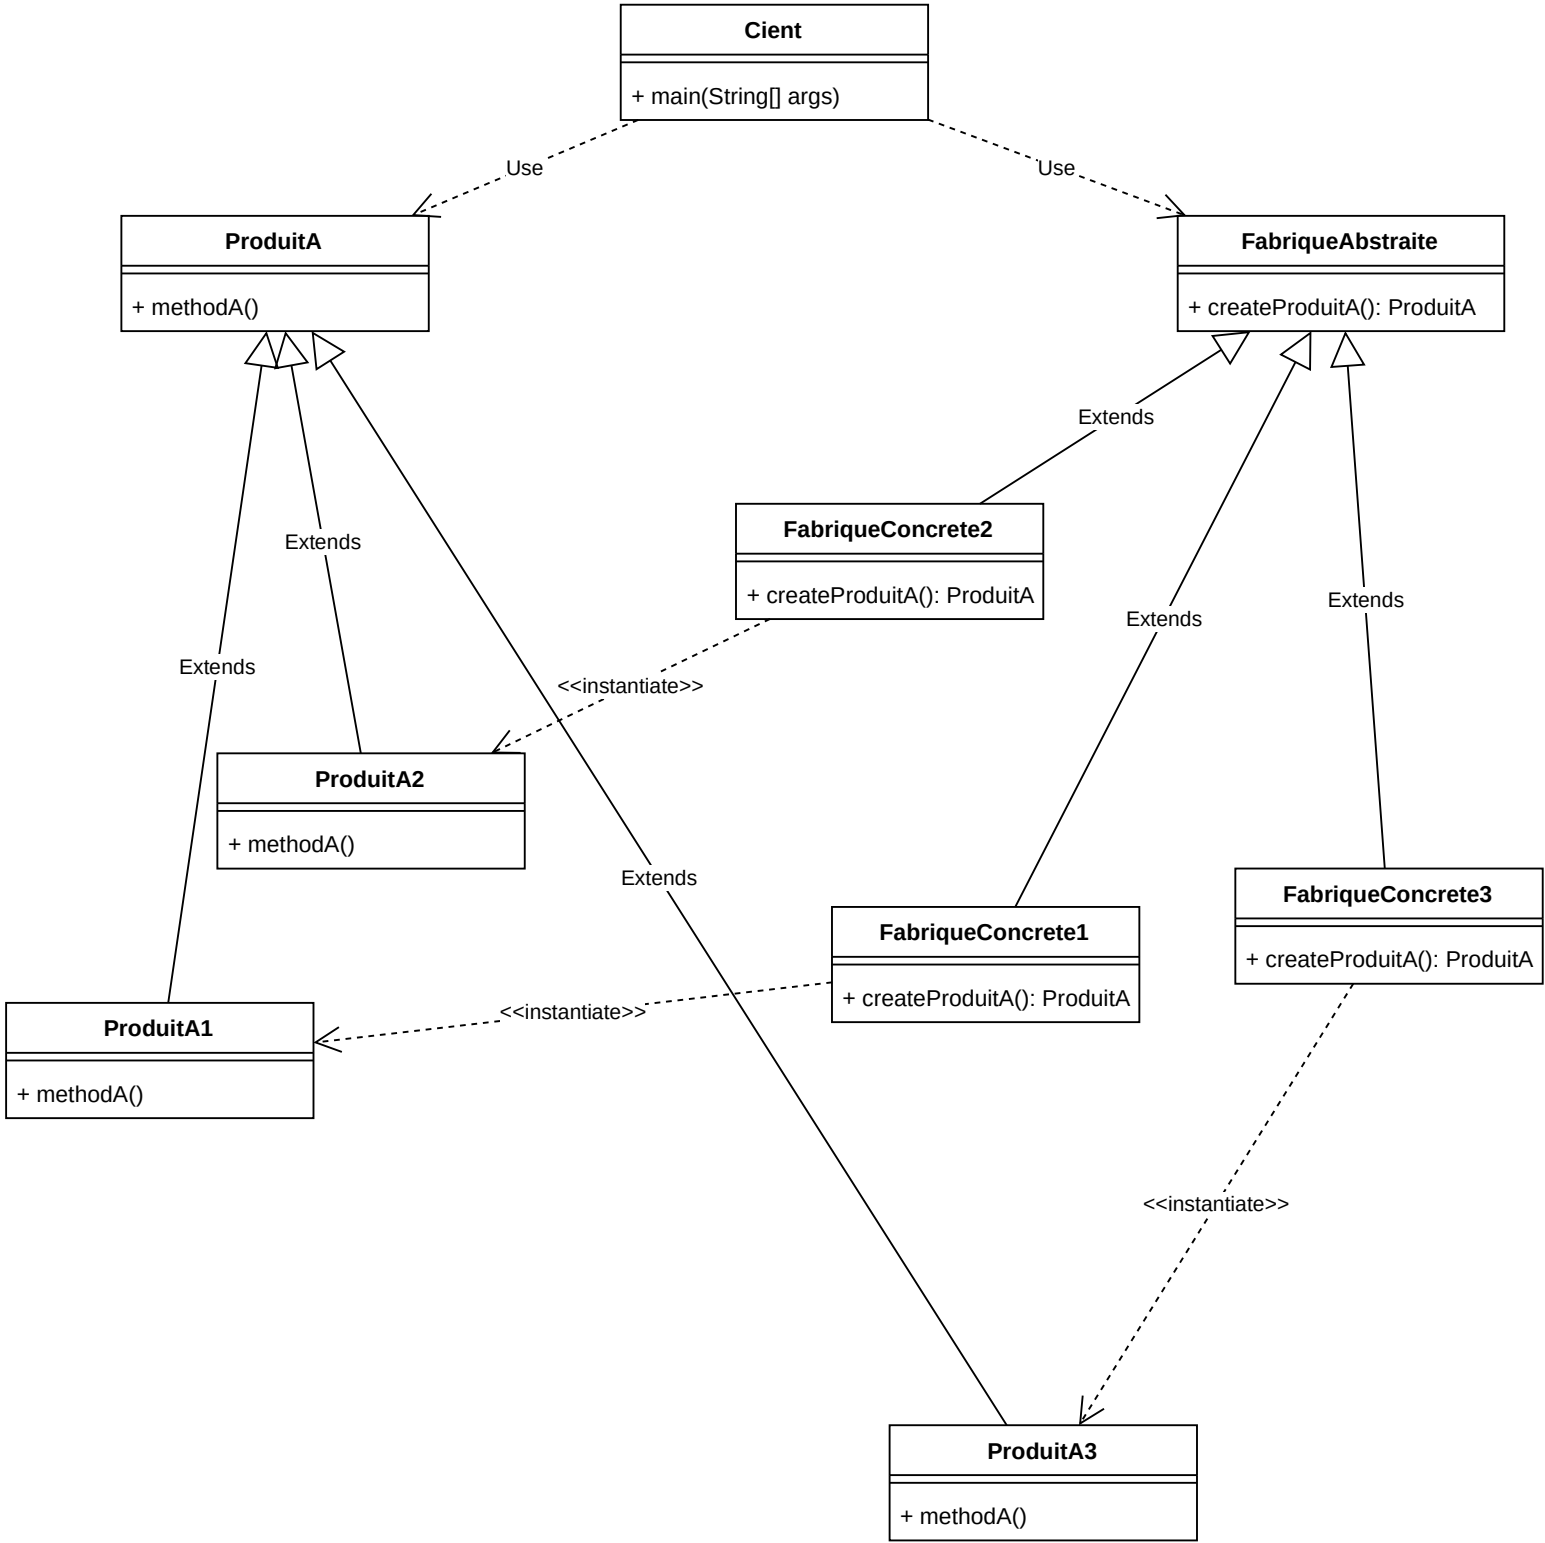 Cient
+ main(String[] args)
Use
Use
ProduitA
+ methodA()
FabriqueAbstraite
+ createProduitA(): ProduitA
Extends
FabriqueConcrete2
+ createProduitA(): ProduitA
Extends
Extends
Extends
Extends
<<instantiate>>
ProduitA2
+ methodA()
Extends
FabriqueConcrete3
+ createProduitA(): ProduitA
FabriqueConcrete1
+ createProduitA(): ProduitA
<<instantiate>>
ProduitA1
+ methodA()
<<instantiate>>
ProduitA3
+ methodA()